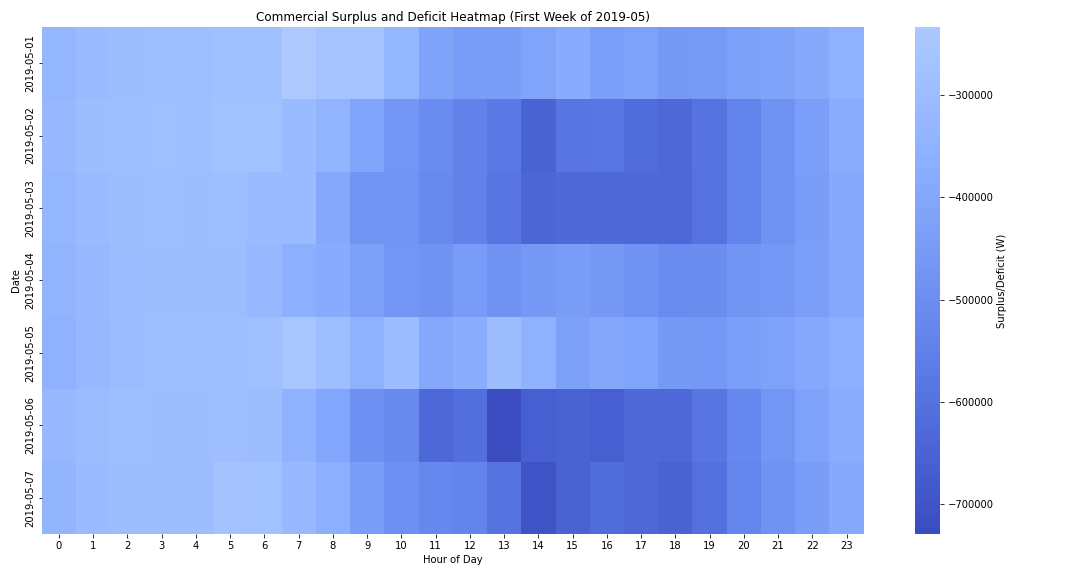 Commercial Surplus and Deficit Heatmap (First Week of 2019-05)
Date
2019-05-01
2019-05-02
2019-05-03
2019-05-04
2019-05-05
2019-05-06
2019-05-07
0 1 2 3 4 5 6 7 8 9 10 11 12 13 14 15 16 17 18 19 20 21 22 23
Hour of Day
−300000
−400000
−500000
−600000
−700000
Surplus/Deficit (W)